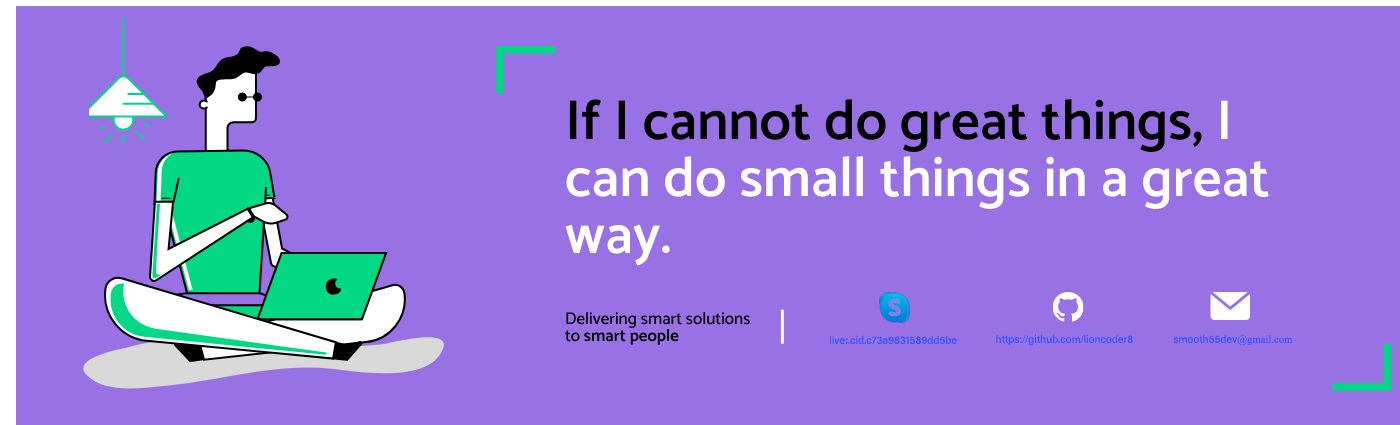 If I cannot do great things, I
can do small things in a great
way.
Delivering smart solutions
to smart people
S
live:.cid.c73a9831589dd5be
https://github.com/lioncoder8
smooth55dev@gmail.com